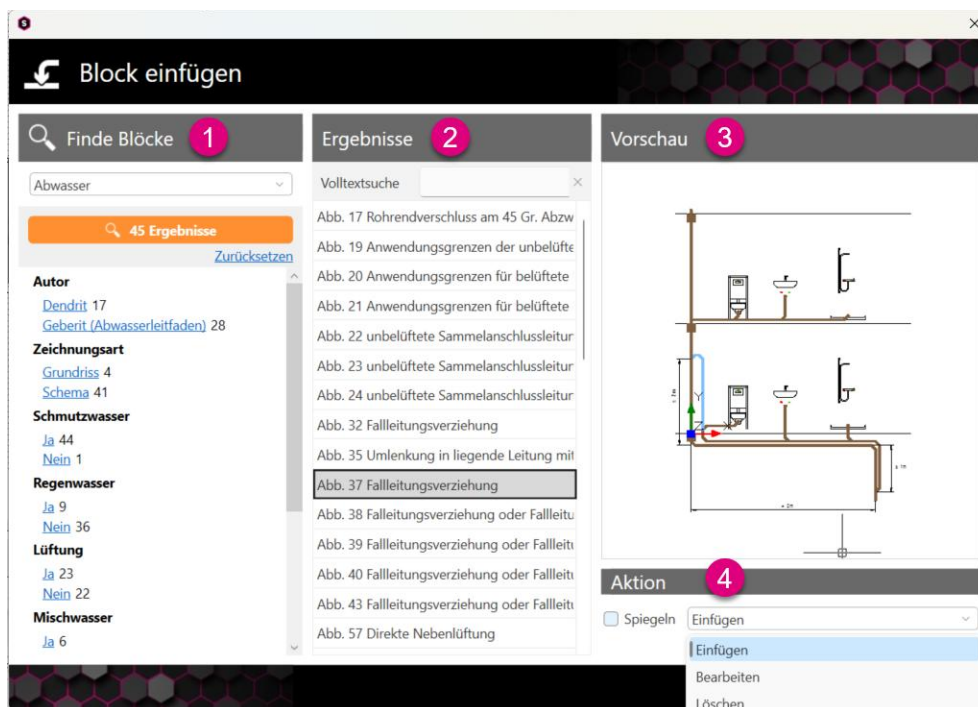 S
Block einfügen
Finde Blöcke 1
Abwasser
45 Ergebnisse
Zurücksetzen
Autor
Dendrit 17
Geberit (Abwasserleitfaden) 28
Zeichnungsart
Grundriss 4
Schema 41
Schmutzwasser
Ja 44
Nein 1
Regenwasser
Ja 9
Nein 36
Lüftung
Ja 23
Nein 22
Mischwasser
Ja 6
Ergebnisse 2
Volltextsuche
Abb. 17 Rohrendverschluss am 45 Gr. Abzw
Abb. 19 Anwendungsgrenzen der unbelüfte
Abb. 20 Anwendungsgrenzen für belüftete
Abb. 21 Anwendungsgrenzen für belüftete
Abb. 22 unbelüftete Sammelanschlussleitur
Abb. 23 unbelüftete Sammelanschlussleitur
Abb. 24 unbelüftete Sammelanschlussleitur
Abb. 32 Fallleitungsverziehung
Abb. 35 Umlenkung in liegende Leitung mit
Abb. 37 Fallleitungsverziehung
Abb. 38 Falleitungsverziehung oder Fallleitu
Abb. 39 Fallleitungsverziehung oder Fallleitu
Abb. 40 Fallleitungsverziehung oder Fallleitu
Abb. 43 Fallleitungsverziehung oder Fallleitu
Abb. 57 Direkte Nebenlüftung
Vorschau 3
Y
Z
Aktion 4
Spiegeln Einfügen
Einfügen
Bearbeiten
Löschen